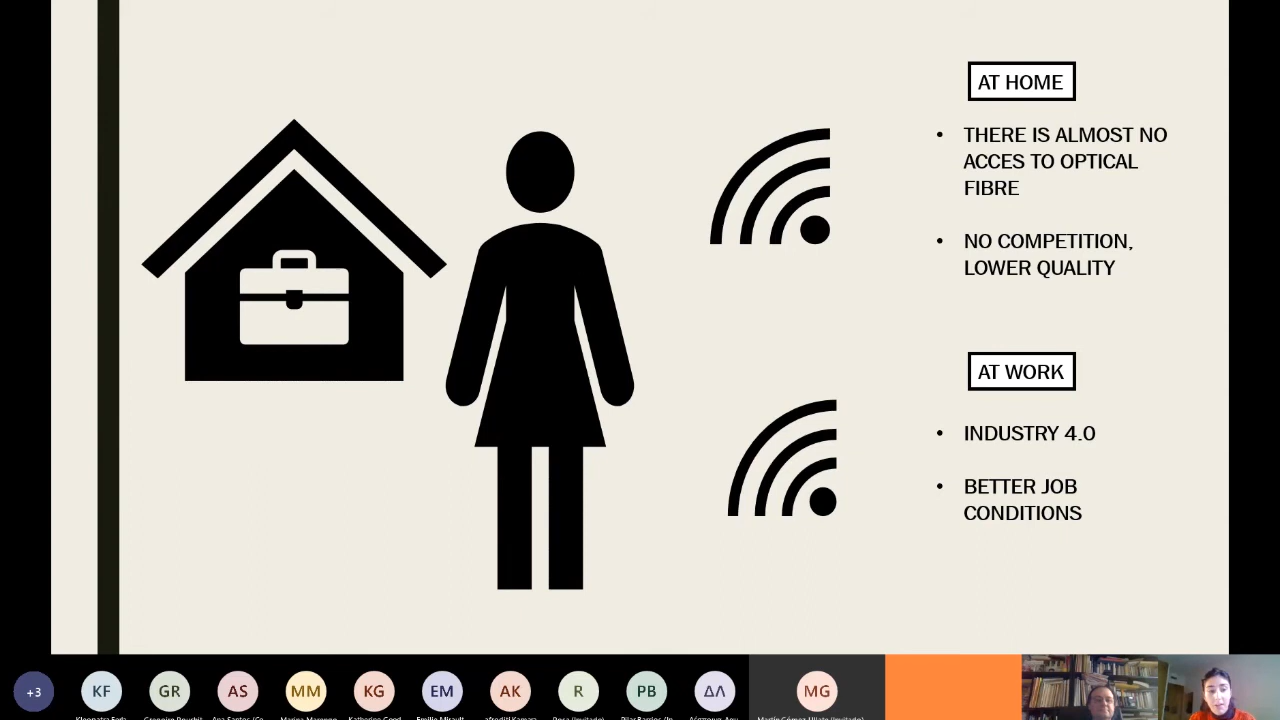 AT HOME
• THERE IS ALMOST NO
ACCES TO OPTICAL
FIBRE
• NO COMPETITION,
LOWER QUALITY
AT WORK
• INDUSTRY 4.0
• BETTER JOB
CONDITIONS
+3
KF
GR
AS
MM
KG
EM
AK
R
PB
ΔΛ
MG